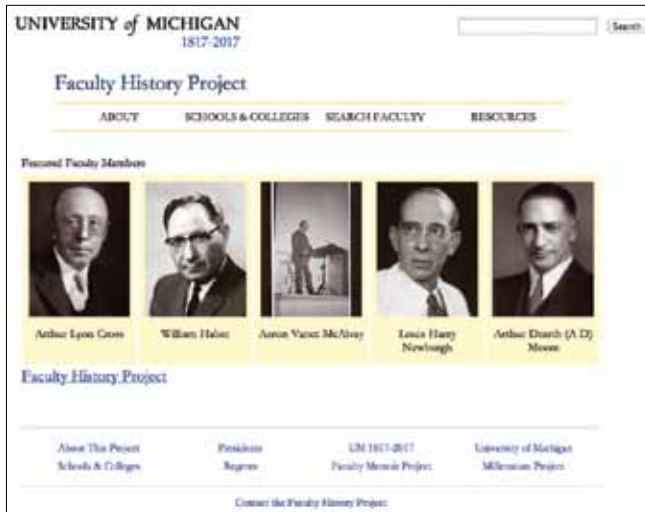 UNIVERSITY of MICHIGAN
1817-2017
Search
Faculty History Project
ABOUT SCHOOLS & COLLEGES SEARCH FACULTY RESOURCES
Featured Faculty Members
Arthur Lyon Cross William Haber Aaron Vance McAlvay Louis Harry Newburgh Arthur Dearth (A D) Moore
Faculty History Project
About This Project Presidents UM 1817-2017 University of Michigan
Schools & Colleges Regents Faculty Memoir Project Millennium Project
Contact the Faculty History Project